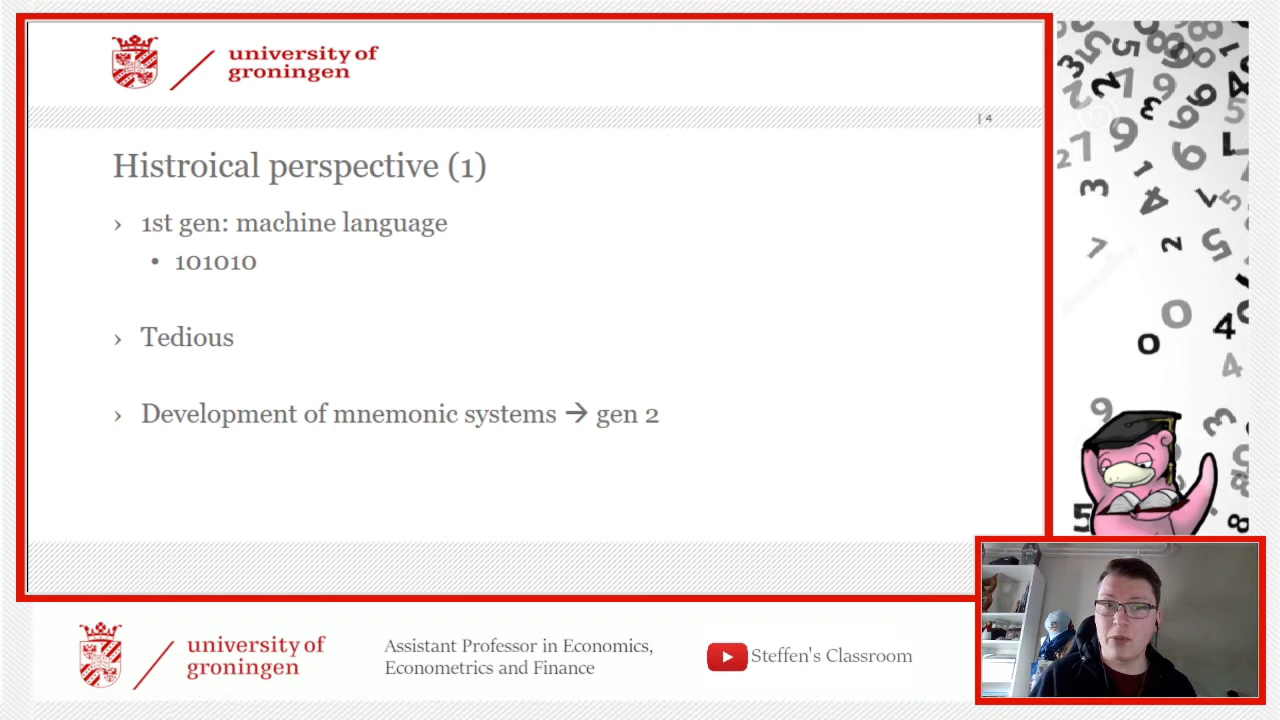 university of
groningen
| 4
Histroical perspective (1)
› 1st gen: machine language
• 101010
› Tedious
› Development of mnemonic systems → gen 2
university of
groningen
Assistant Professor in Economics,
Econometrics and Finance
Steffen's Classroom